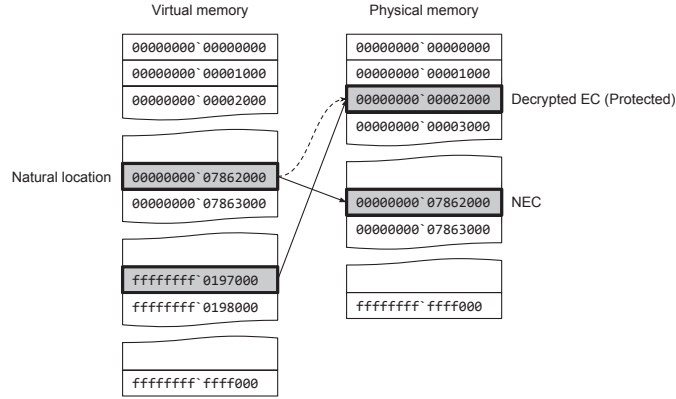 Virtual memory
00000000`00000000
00000000`00001000
00000000`00002000
Natural location
00000000`07862000
00000000`07863000
ffffffff`0197000
ffffffff`0198000
ffffffff`ffff000
Physical memory
00000000`00000000
00000000`00001000
00000000`00002000
Decrypted EC (Protected)
00000000`00003000
00000000`07862000
NEC
00000000`07863000
ffffffff`ffff000